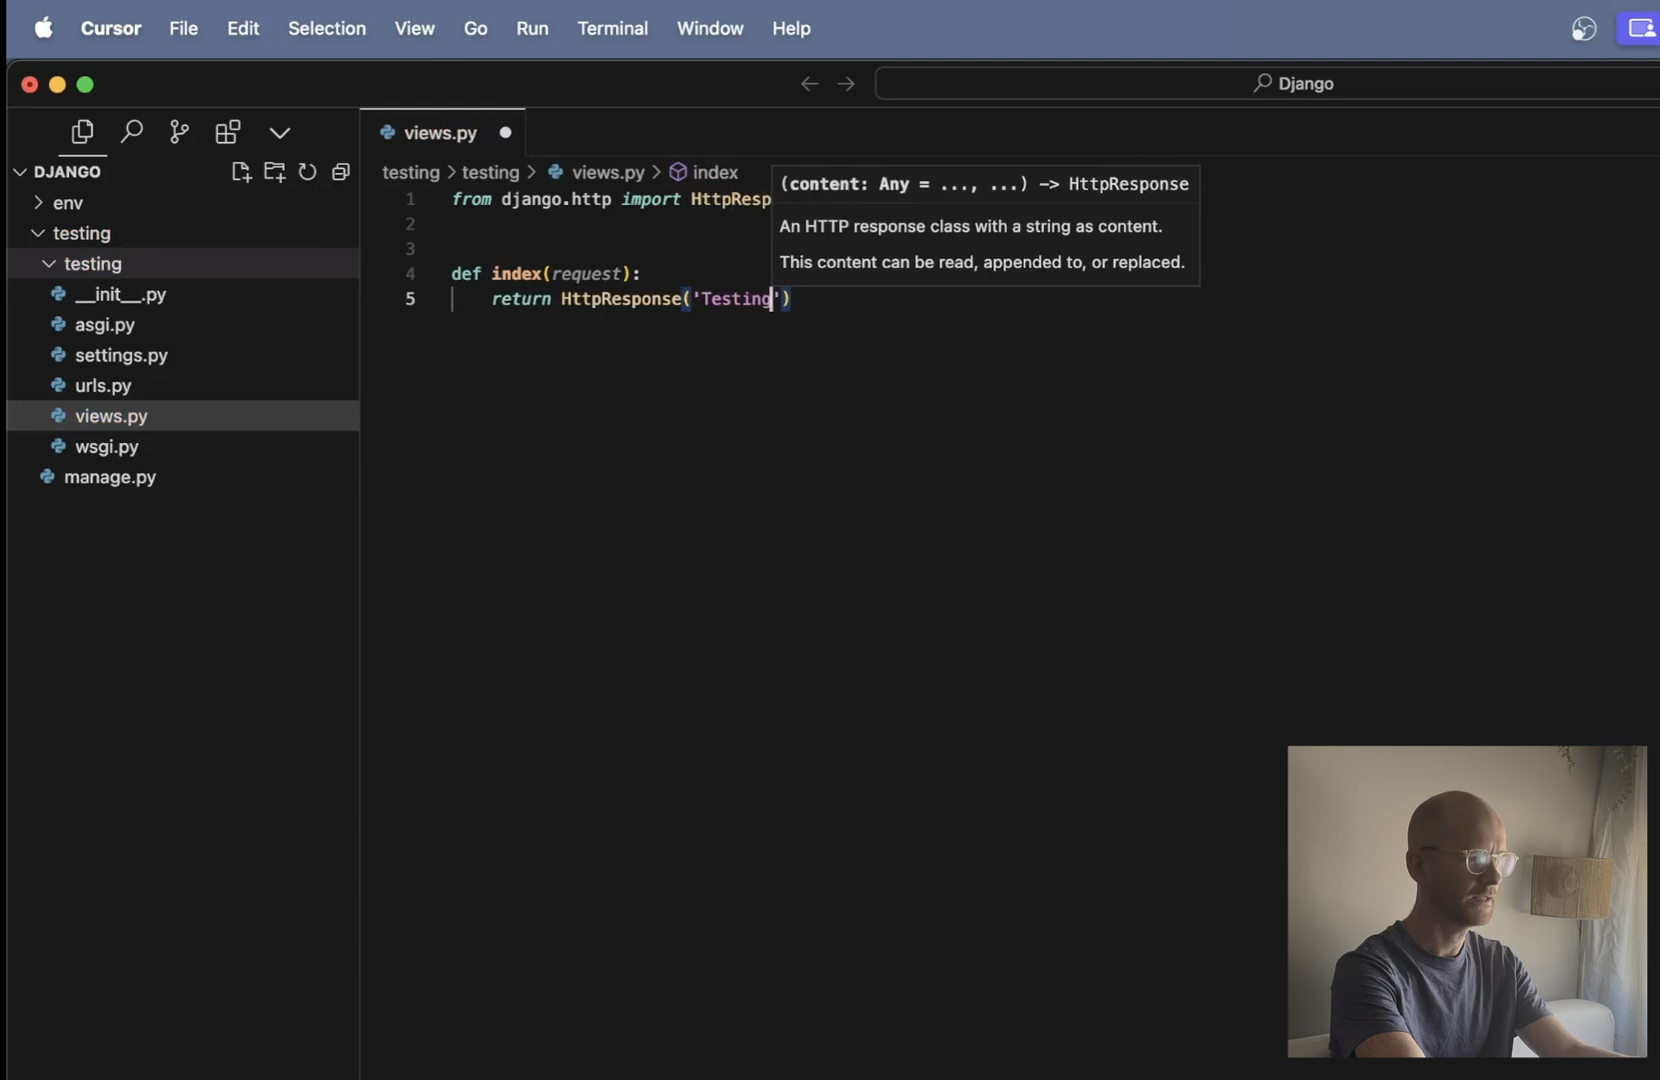 Cursor File Edit Selection View Go Run Terminal Window Help
Django
views.py
DJANGO
env
testing
testing
__init__.py
asgi.py
settings.py
urls.py
views.py
wsgi.py
manage.py
testing > testing > views.py > index
1 from django.http import HttpResp
2
3
4 def index(request):
5 return HttpResponse('Testing')
(content: Any = ..., ...) -> HttpResponse
An HTTP response class with a string as content.
This content can be read, appended to, or replaced.